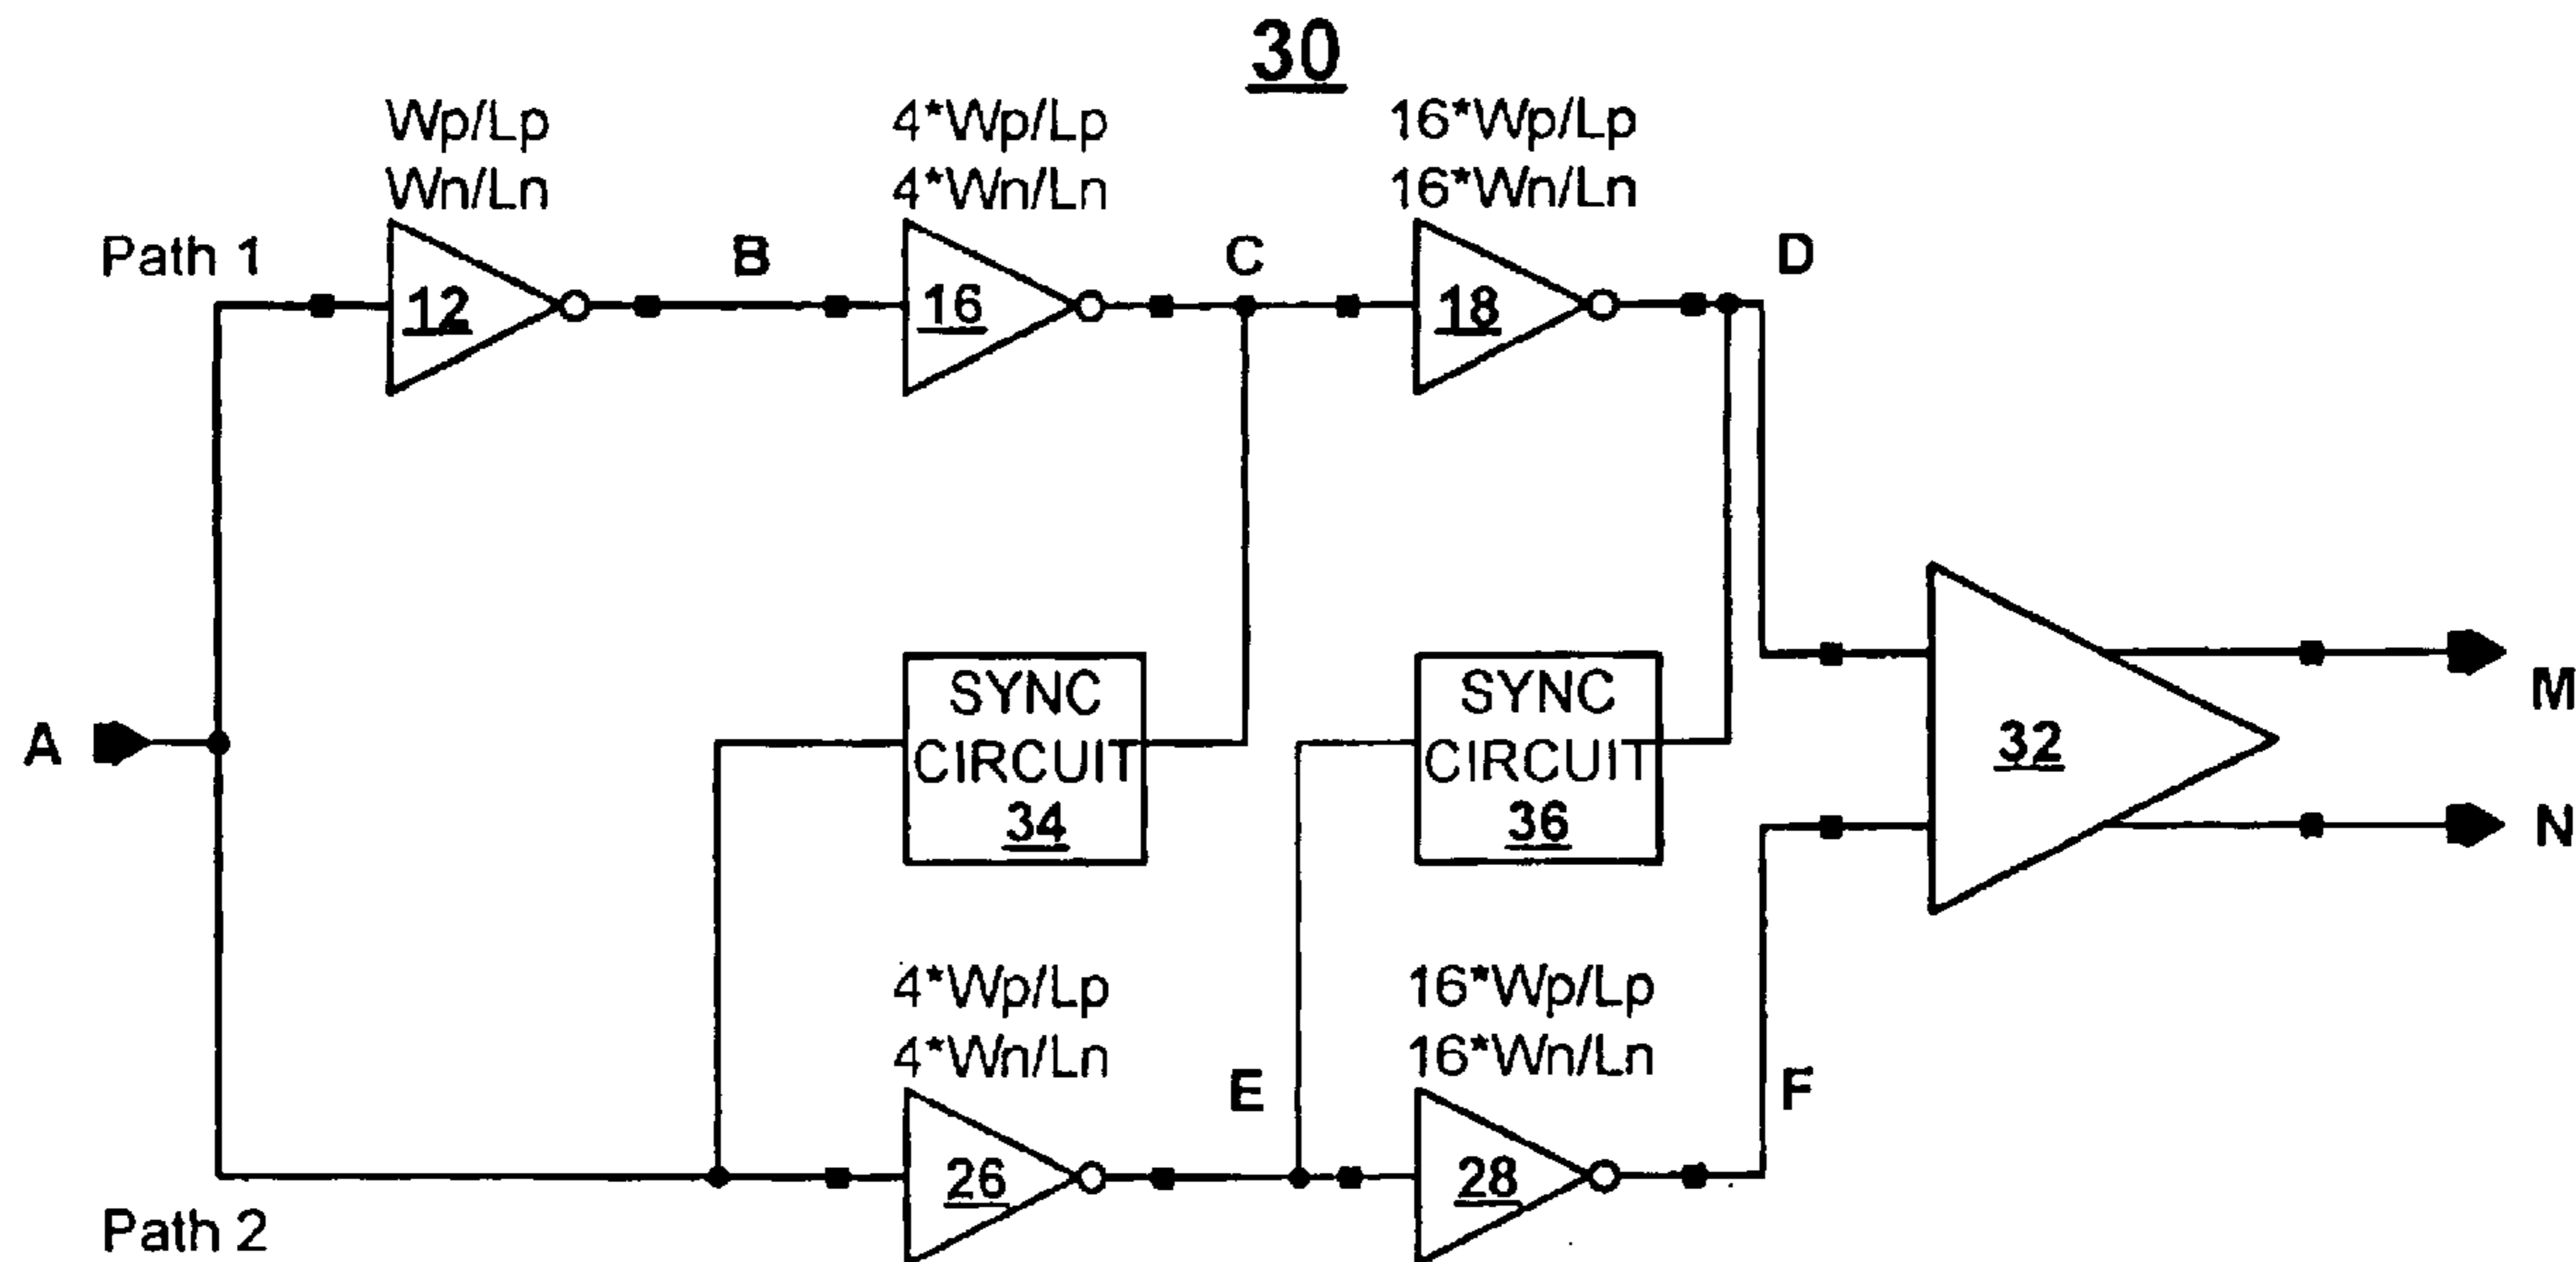 30
Wp/Lp
Wn/Ln
4*Wp/Lp
4*Wn/Ln
16*Wp/Lp
16*Wn/Ln
Path 1
B
C
D
12
16
18
A
SYNC
CIRCUIT
34
SYNC
CIRCUIT
36
32
M
N
4*Wp/Lp
4*Wn/Ln
16*Wp/Lp
16*Wn/Ln
E
F
26
28
Path 2